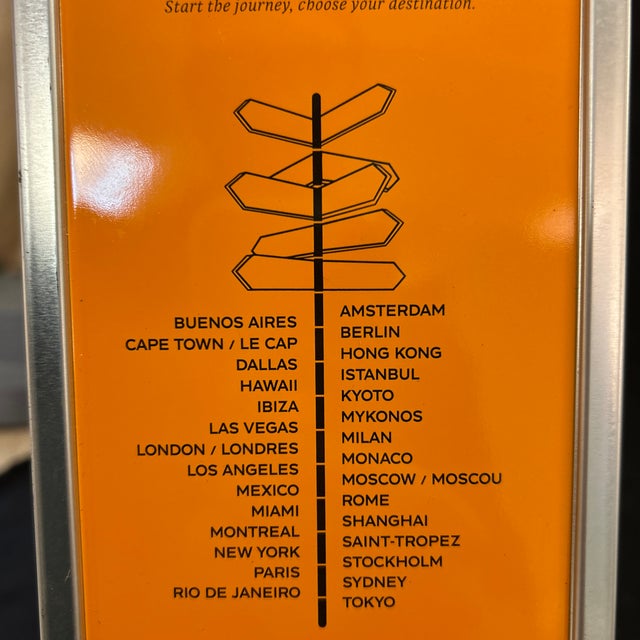 Start the journey, choose your destination.
BUENOS AIRES
CAPE TOWN / LE CAP
DALLAS
HAWAII
IBIZA
LAS VEGAS
LONDON / LONDRES
LOS ANGELES
MEXICO
MIAMI
MONTREAL
NEW YORK
PARIS
RIO DE JANEIRO
AMSTERDAM
BERLIN
HONG KONG
ISTANBUL
KYOTO
MYKONOS
MILAN
MONACO
MOSCOW / MOSCOU
ROME
SHANGHAI
SAINT-TROPEZ
STOCKHOLM
SYDNEY
TOKYO